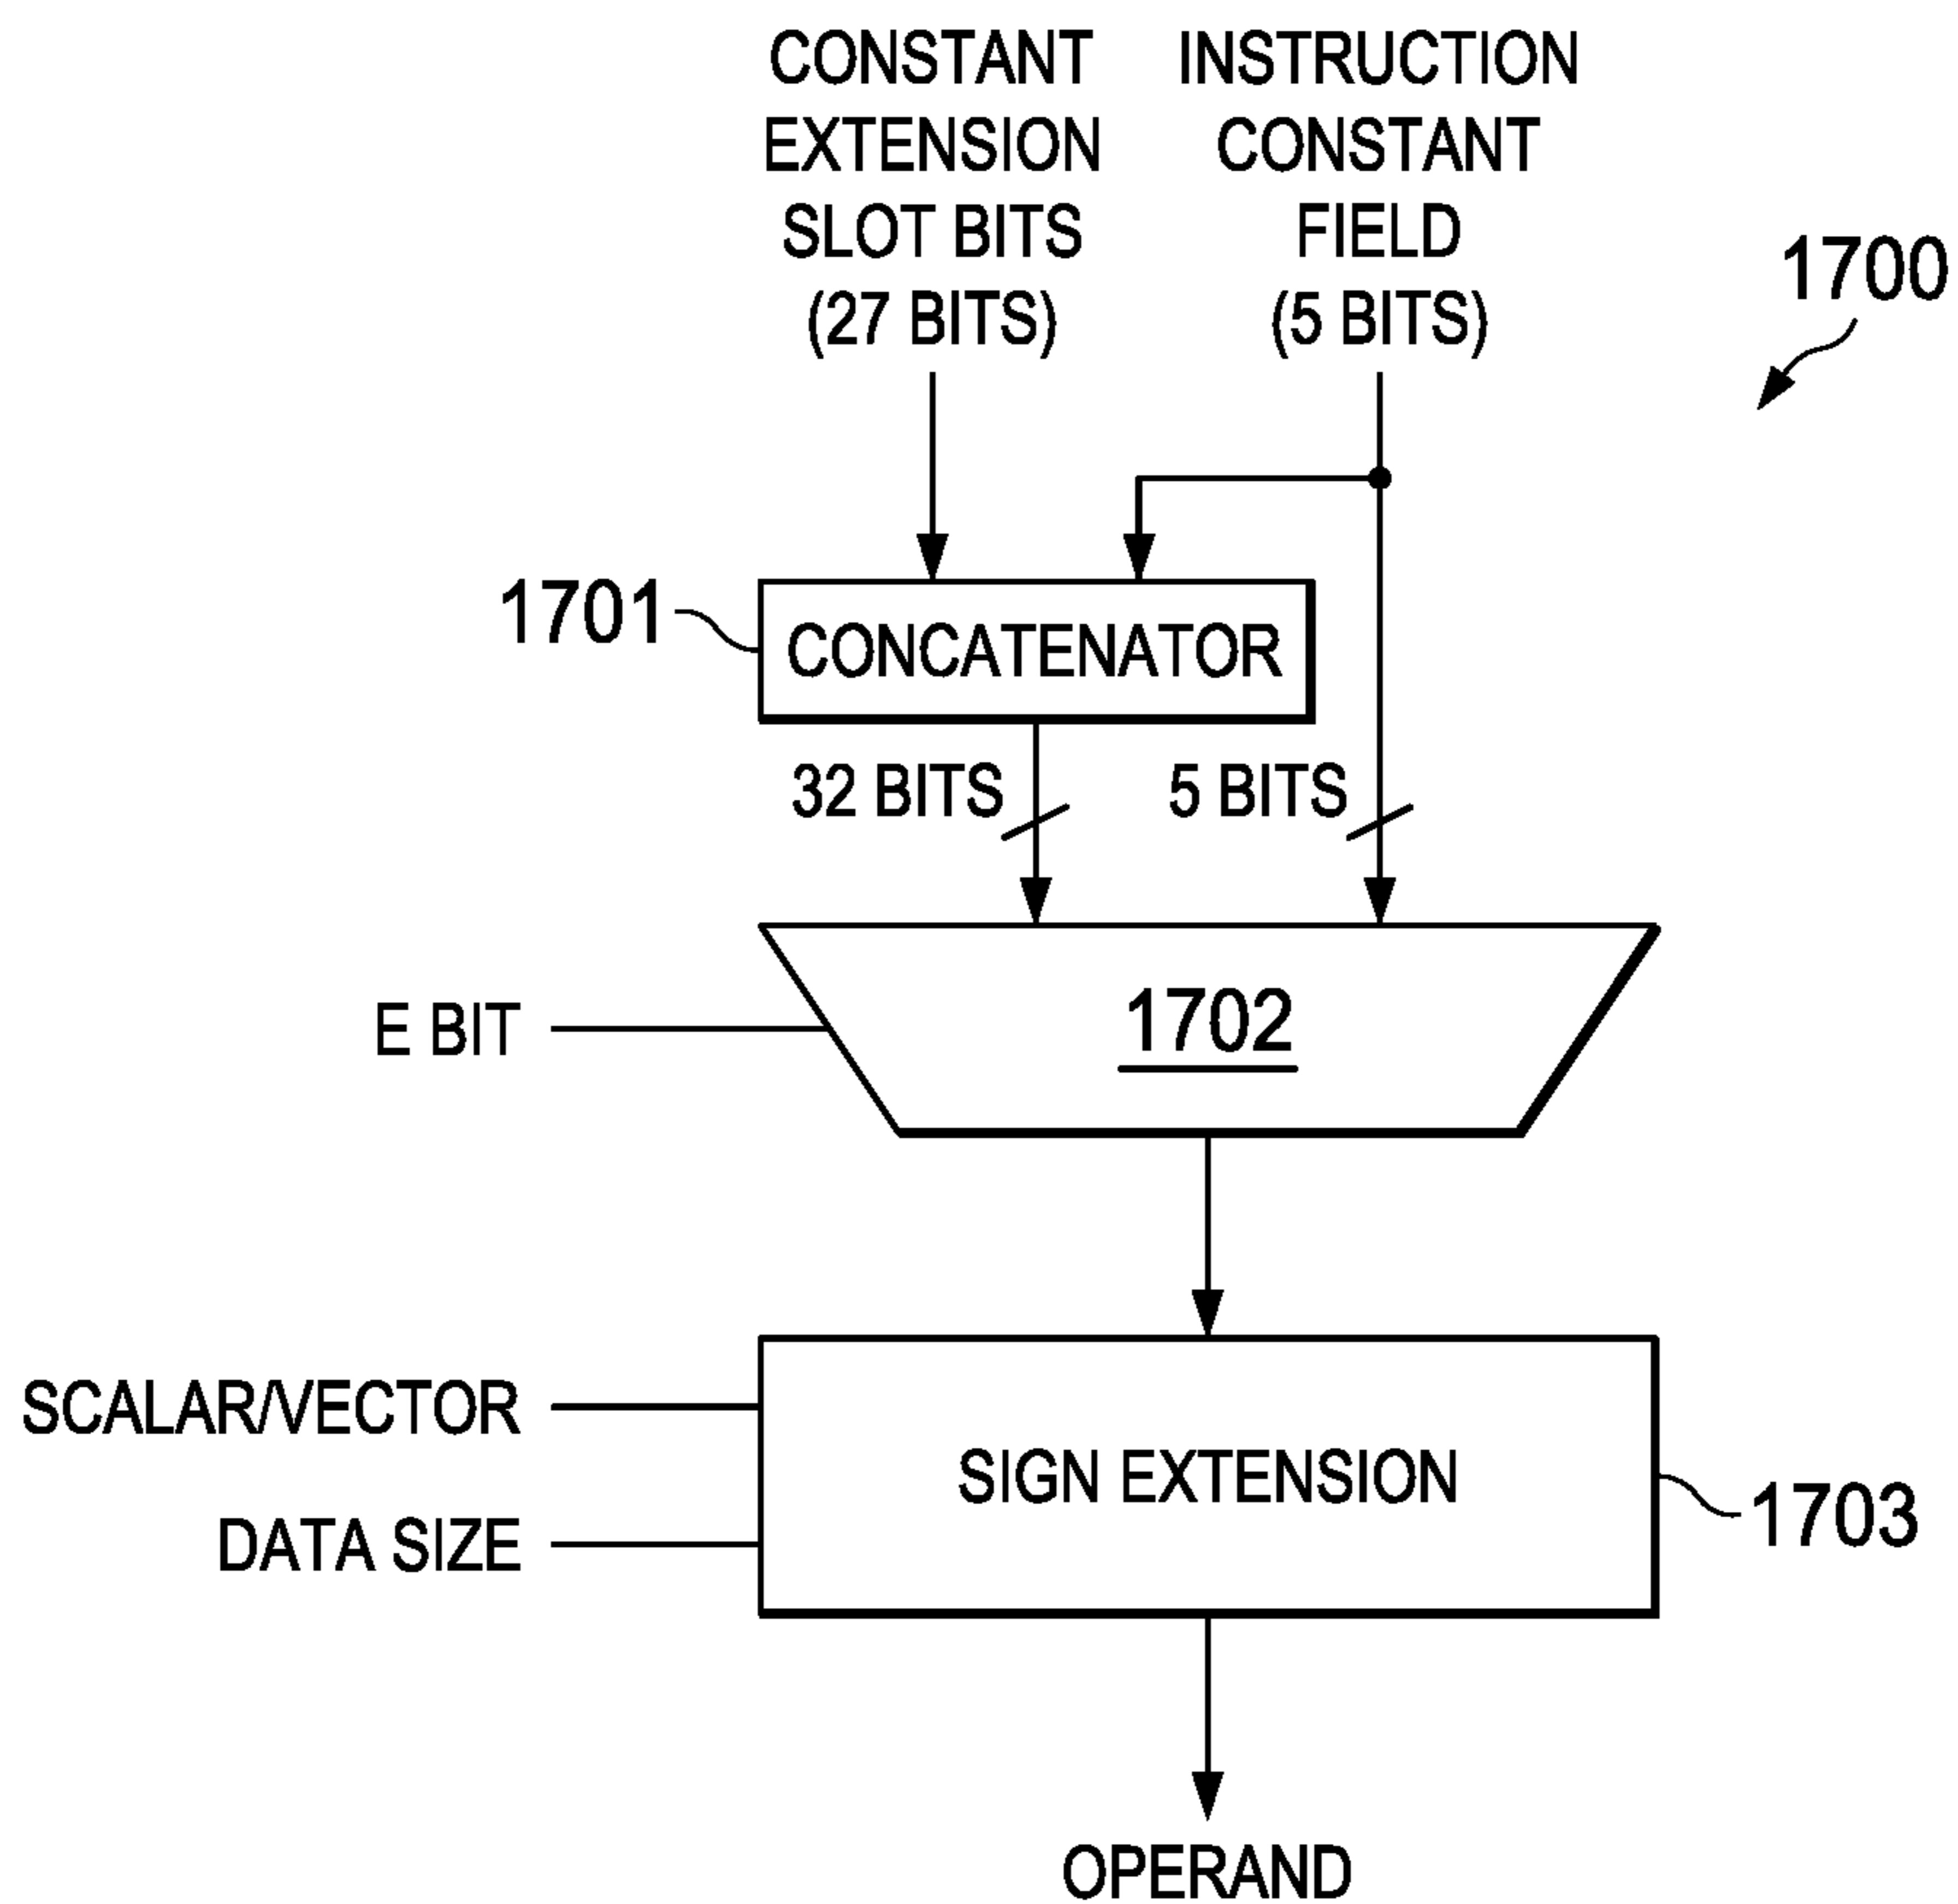 CONSTANT
EXTENSION
SLOT BITS
(27 BITS)
INSTRUCTION
CONSTANT
FIELD
(5 BITS)
1700
1701
CONCATENATOR
32 BITS
5 BITS
E BIT
1702
SCALAR/VECTOR
DATA SIZE
SIGN EXTENSION
1703
OPERAND